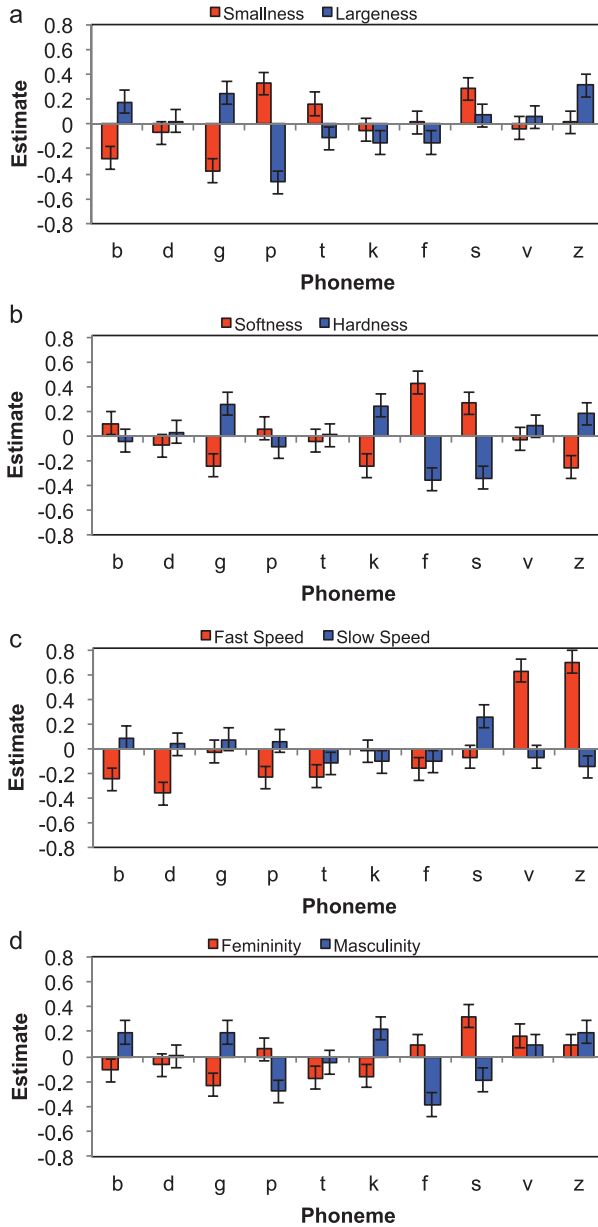 a
Smallness Largeness
0.8
0.6
0.4
0.2
0
-0.2
-0.4
-0.6
-0.8
Estimate
b d g p t k f s v z
Phoneme
b
Softness Hardness
0.8
0.6
0.4
0.2
0
-0.2
-0.4
-0.6
-0.8
Estimate
b d g p t k f s v z
Phoneme
c
Fast Speed Slow Speed
0.8
0.6
0.4
0.2
0
-0.2
-0.4
-0.6
-0.8
Estimate
b d g p t k f s v z
Phoneme
d
Femininity Masculinity
0.8
0.6
0.4
0.2
0
-0.2
-0.4
-0.6
-0.8
Estimate
b d g p t k f s v z
Phoneme